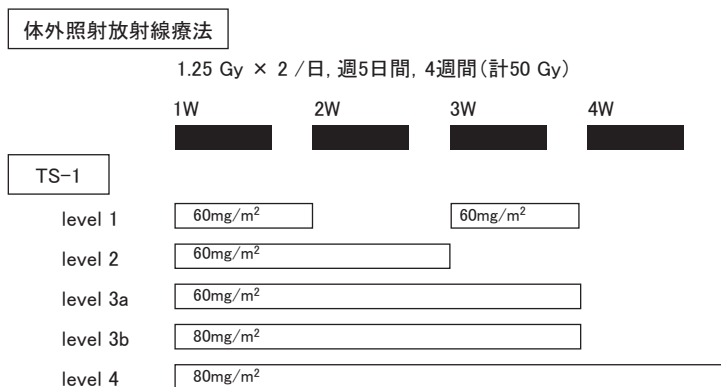 体外照射放射線療法
1.25 Gy × 2 /日, 週5日間, 4週間(計50 Gy)
1W 2W 3W 4W
TS-1
level 1 60mg/m² 60mg/m²
level 2 60mg/m²
level 3a 60mg/m²
level 3b 80mg/m²
level 4 80mg/m²